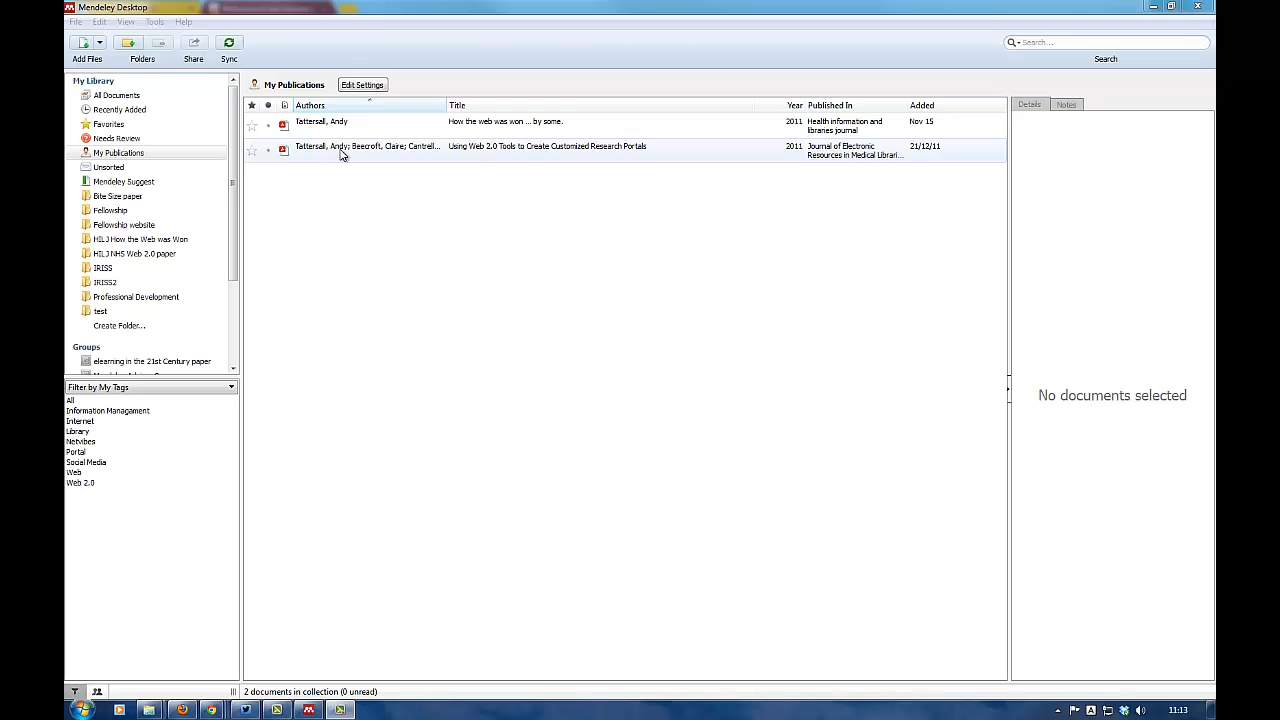 Mendeley Desktop
File Edit View Tools Help
Add Files Folders Share Sync
Search...
Search
My Library
All Documents
Recently Added
Favorites
Needs Review
My Publications
Unsorted
Mendeley Suggest
Bite Size paper
Fellowship
Fellowship website
HILJ How the Web was Won
HILJ NHS Web 2.0 paper
IRISS
IRISS2
Professional Development
test
Create Folder...
Groups
elearning in the 21st Century paper
Filter by My Tags
All
Information Managament
Internet
Library
Netvibes
Portal
Social Media
Web
Web 2.0
My Publications Edit Settings
Authors Title Year Published In Added
Tattersall, Andy How the web was won ... by some. 2011 Health information and Nov 15
libraries journal
Tattersall, Andy; Beecroft, Claire; Cantrell... Using Web 2.0 Tools to Create Customized Research Portals 2011 Journal of Electronic 21/12/11
Resources in Medical Librari...
Details Notes
No documents selected
2 documents in collection (0 unread)
A 11:13